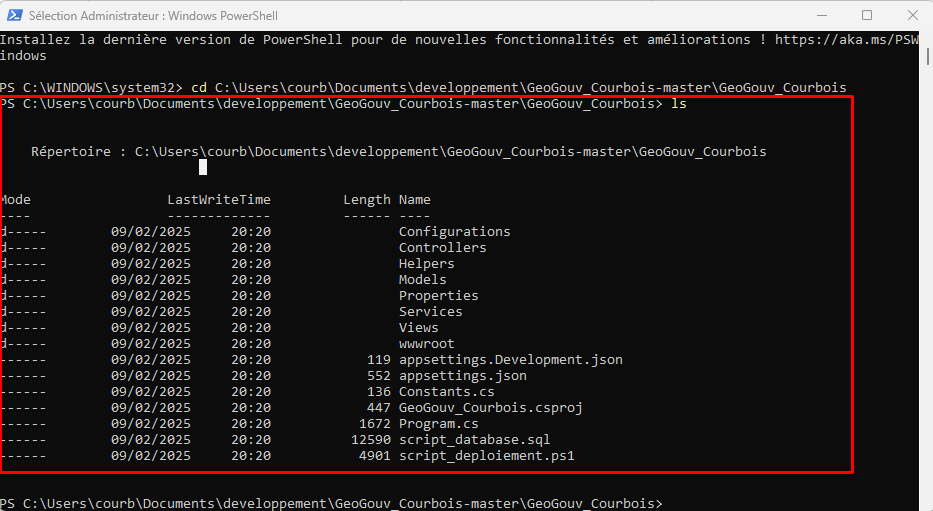 Sélection Administrateur : Windows PowerShell
Installez la dernière version de PowerShell pour de nouvelles fonctionnalités et améliorations ! https://aka.ms/PSW
indows
PS C:\WINDOWS\system32> cd C:\Users\courb\Documents\developpement\GeoGouv_Courbois-master\GeoGouv_Courbois
PS C:\Users\courb\Documents\developpement\GeoGouv_Courbois-master\GeoGouv_Courbois> ls
Répertoire : C:\Users\courb\Documents\developpement\GeoGouv_Courbois-master\GeoGouv_Courbois
Mode LastWriteTime Length Name
---- ------------- ------ ----
d----- 09/02/2025 20:20 Configurations
d----- 09/02/2025 20:20 Controllers
d----- 09/02/2025 20:20 Helpers
d----- 09/02/2025 20:20 Models
d----- 09/02/2025 20:20 Properties
d----- 09/02/2025 20:20 Services
d----- 09/02/2025 20:20 Views
d----- 09/02/2025 20:20 wwwroot
------ 09/02/2025 20:20 119 appsettings.Development.json
------ 09/02/2025 20:20 552 appsettings.json
------ 09/02/2025 20:20 136 Constants.cs
------ 09/02/2025 20:20 447 GeoGouv_Courbois.csproj
------ 09/02/2025 20:20 1672 Program.cs
------ 09/02/2025 20:20 12590 script_database.sql
------ 09/02/2025 20:20 4901 script_deploiement.ps1
PS C:\Users\courb\Documents\developpement\GeoGouv_Courbois-master\GeoGouv_Courbois>